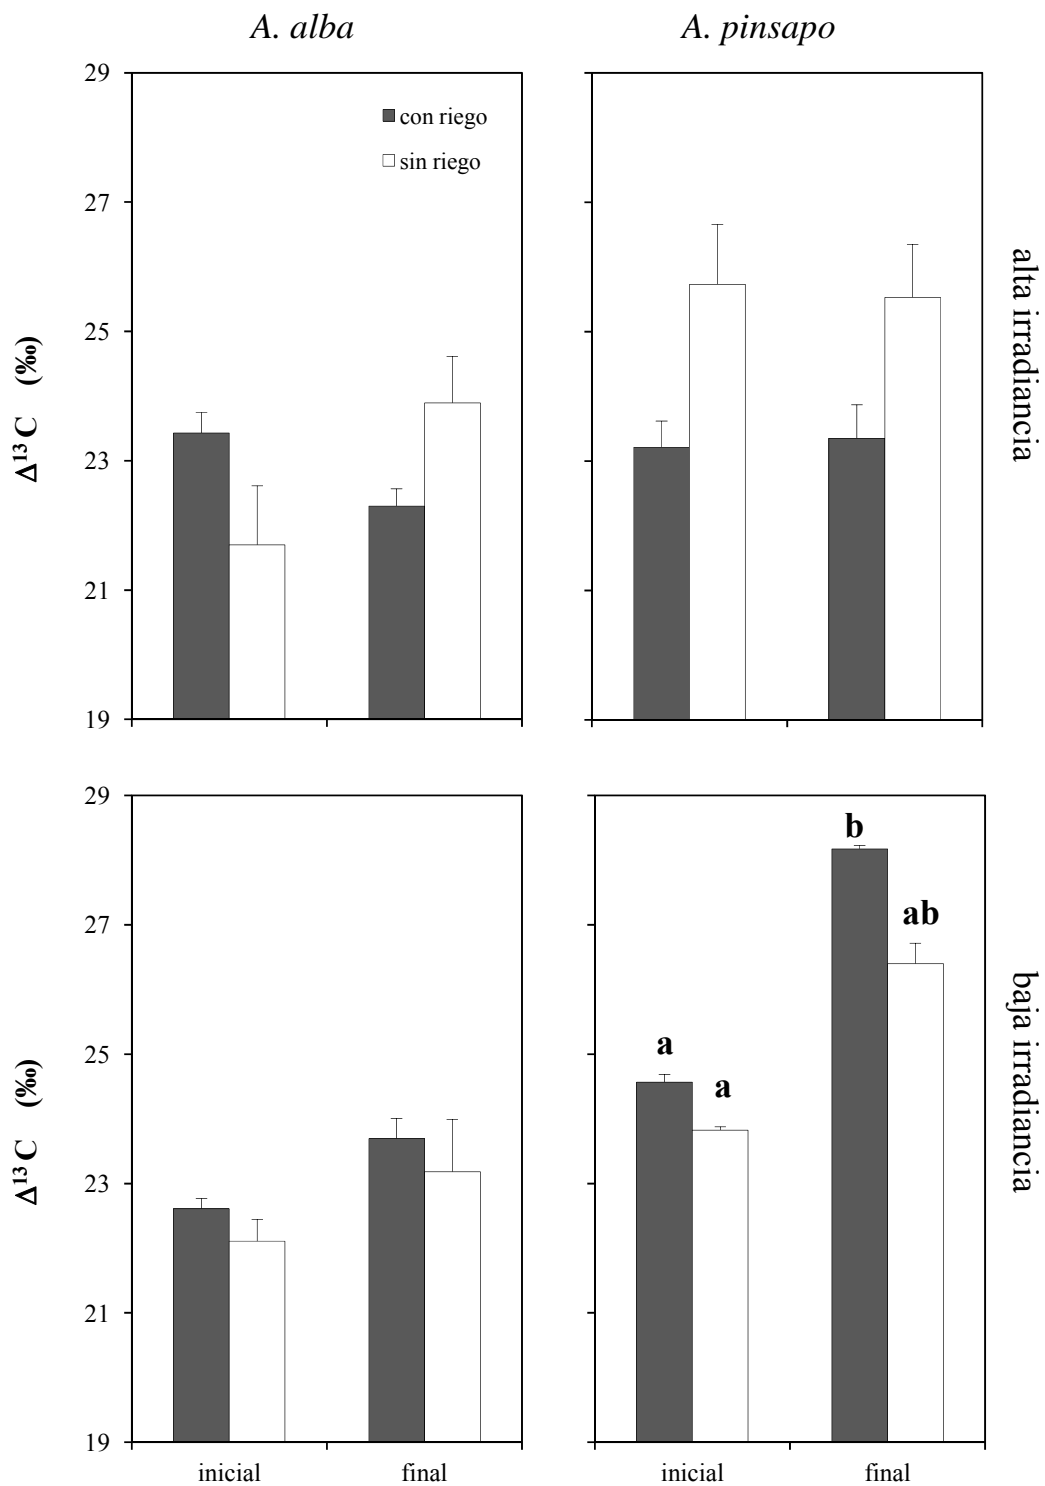 A. alba
A. pinsapo
29
27
25
23
21
19
Δ¹³C (‰)
con riego
sin riego
alta irradiancia
29
27
25
23
21
19
Δ¹³C (‰)
a
a
b
ab
baja irradiancia
inicial
final
inicial
final